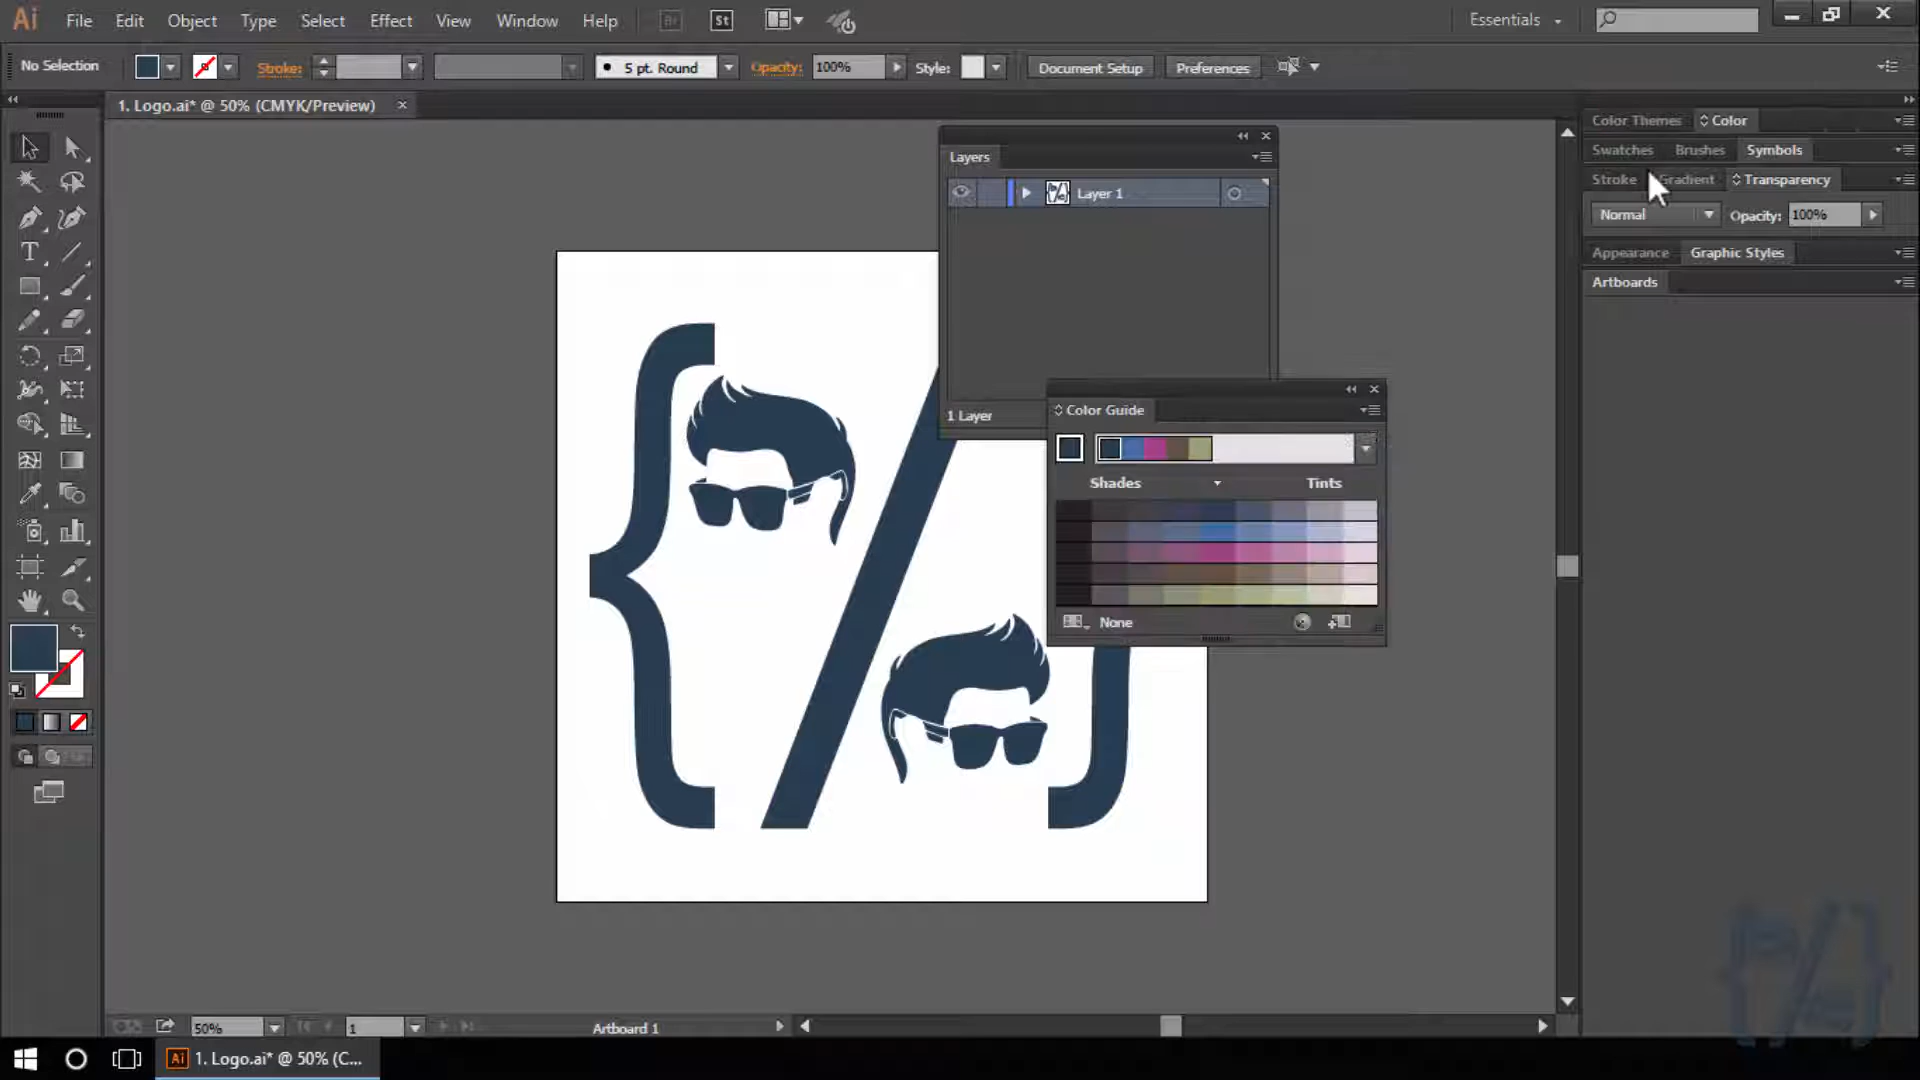 Ai File Edit Object Type Select Effect View Window Help Br St Essentials
No Selection Stroke: 5 pt. Round Opacity: 100% Style: Document Setup Preferences
1. Logo.ai* @ 50% (CMYK/Preview)
Color Themes Color
Swatches Brushes Symbols
Stroke Gradient Transparency
Normal Opacity: 100%
Appearance Graphic Styles
Artboards
Layers
Layer 1
1 Layer
Color Guide
Shades Tints
None
50% 1 Artboard 1
Ai 1. Logo.ai* @ 50% (C...